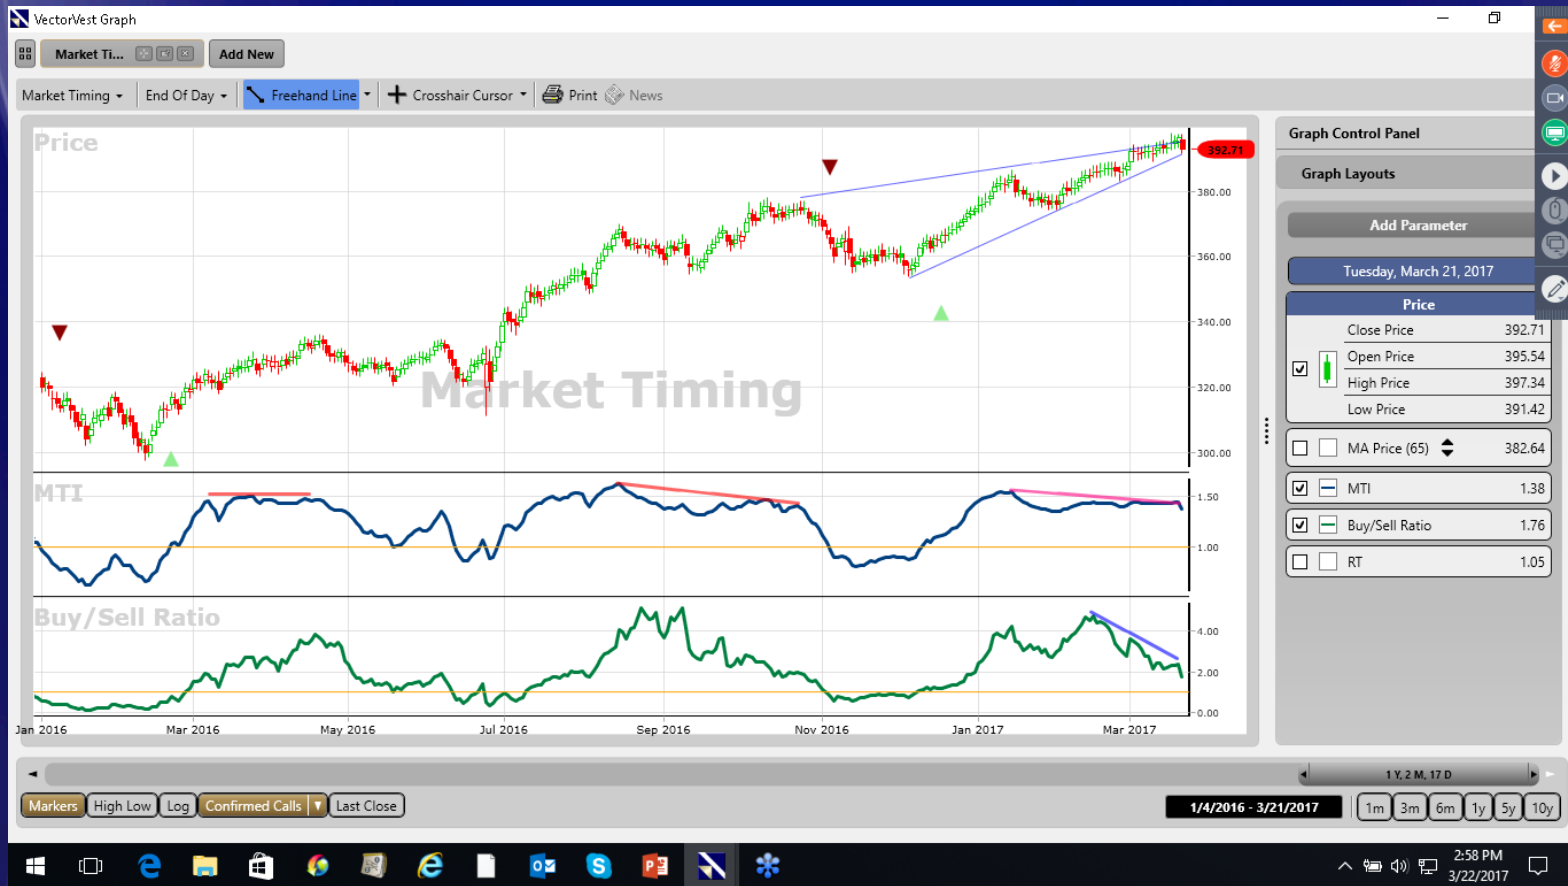 VectorVest Graph
Market Ti...
Add New
Market Timing
End Of Day
Freehand Line
Crosshair Cursor
Print
News
Price
392.71
380.00
360.00
340.00
320.00
300.00
Market Timing
MTI
1.50
1.00
Buy/Sell Ratio
4.00
2.00
0.00
Jan 2016 Mar 2016 May 2016 Jul 2016 Sep 2016 Nov 2016 Jan 2017 Mar 2017
Graph Control Panel
Graph Layouts
Add Parameter
Tuesday, March 21, 2017
Price
Close Price 392.71
Open Price 395.54
High Price 397.34
Low Price 391.42
MA Price (65) 382.64
MTI 1.38
Buy/Sell Ratio 1.76
RT 1.05
1 Y, 2 M, 17 D
Markers High Low Log Confirmed Calls Last Close
1/4/2016 - 3/21/2017 1m 3m 6m 1y 5y 10y
2:58 PM
3/22/2017